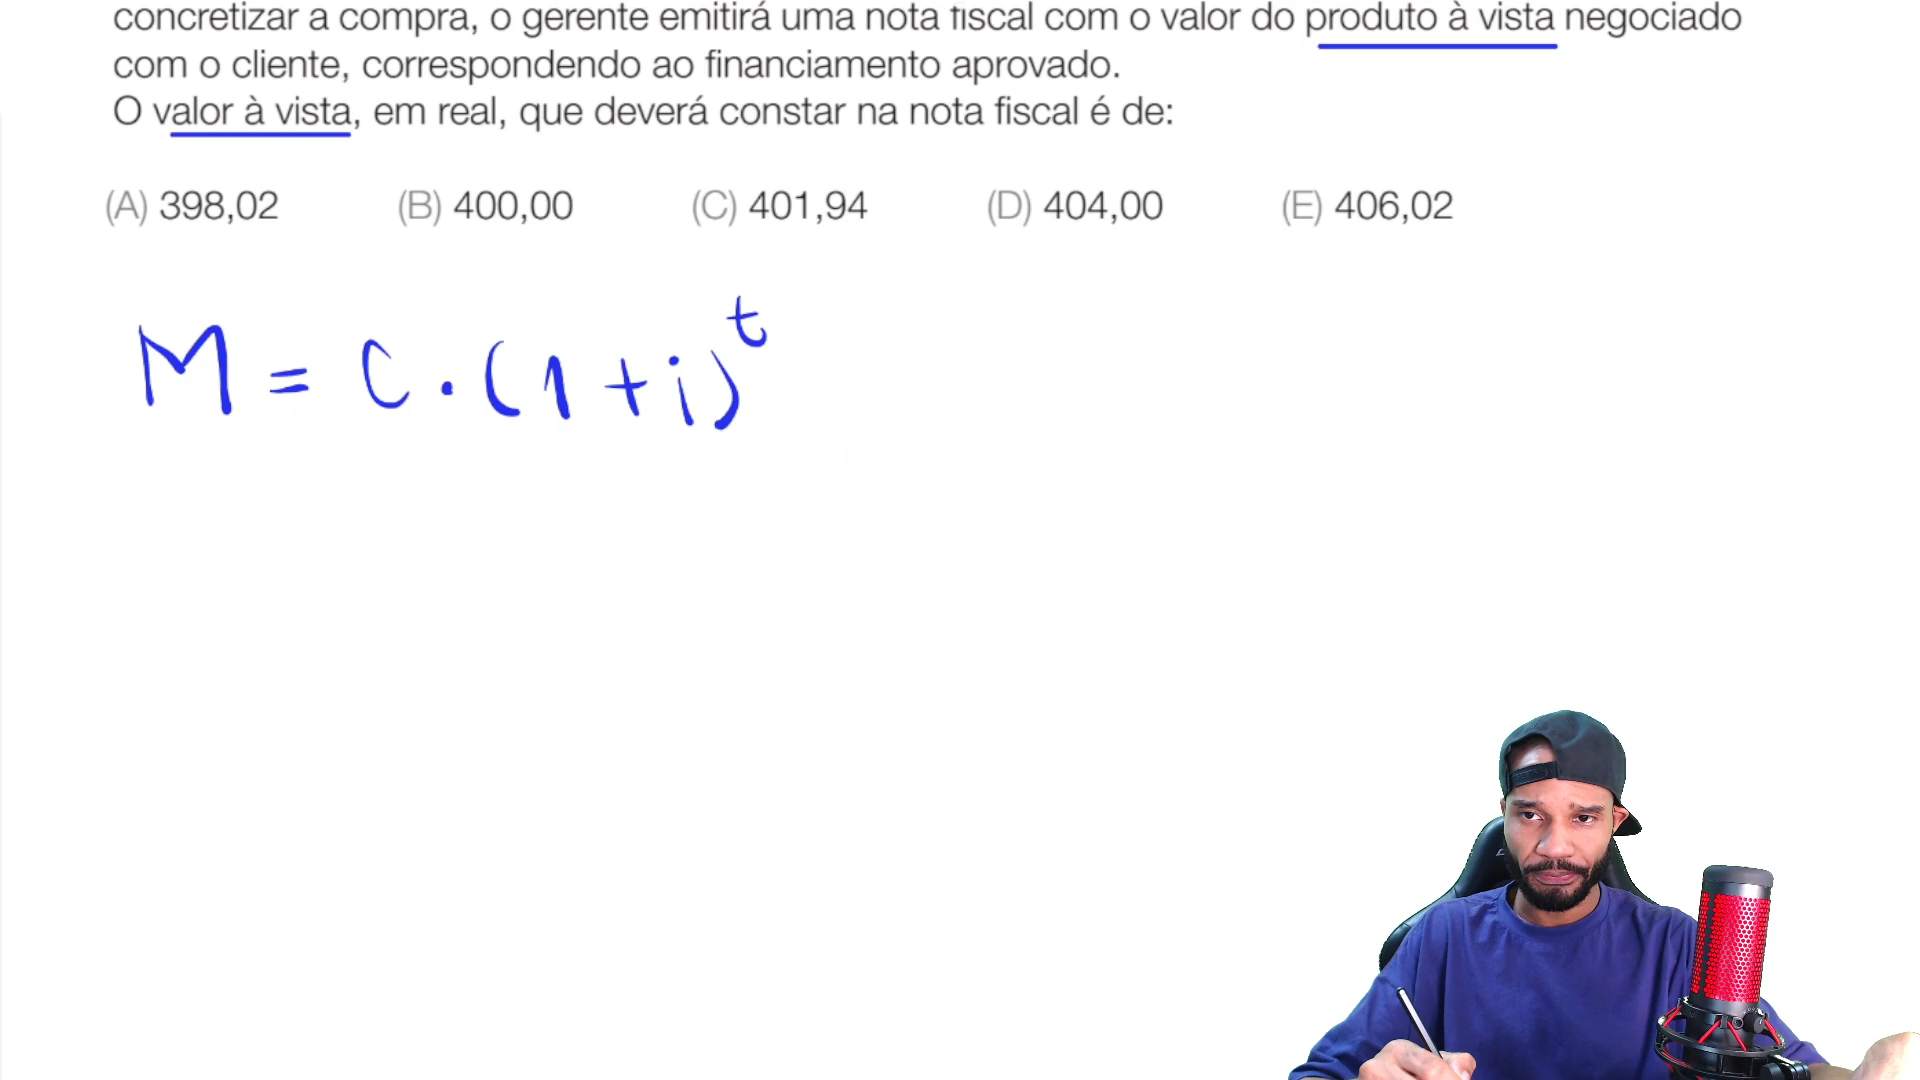 concretizar a compra, o gerente emitirá uma nota fiscal com o valor do produto à vista negociado
com o cliente, correspondendo ao financiamento aprovado.
O valor à vista, em real, que deverá constar na nota fiscal é de:
(A) 398,02 (B) 400,00 (C) 401,94 (D) 404,00 (E) 406,02
M = C . (1 + i)^t